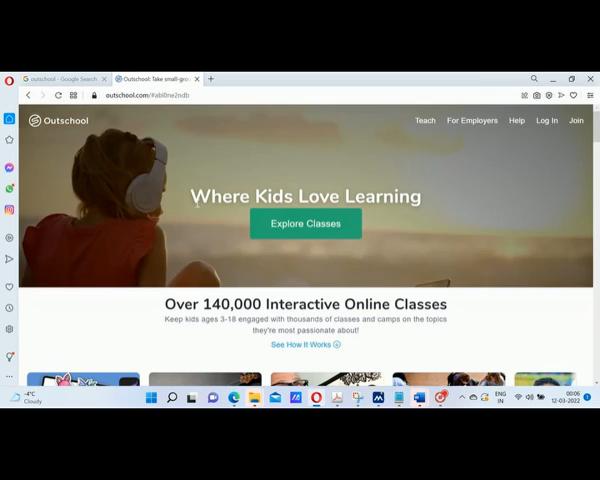 outschool - Google Search
Outschool: Take small-gro
outschool.com/#abl0ne2ndb
Outschool
Teach
For Employers
Help
Log In
Join
Where Kids Love Learning
Explore Classes
Over 140,000 Interactive Online Classes
Keep kids ages 3-18 engaged with thousands of classes and camps on the topics
they're most passionate about!
See How It Works
-4°C
Cloudy
ENG
IN
00:06
12-03-2022